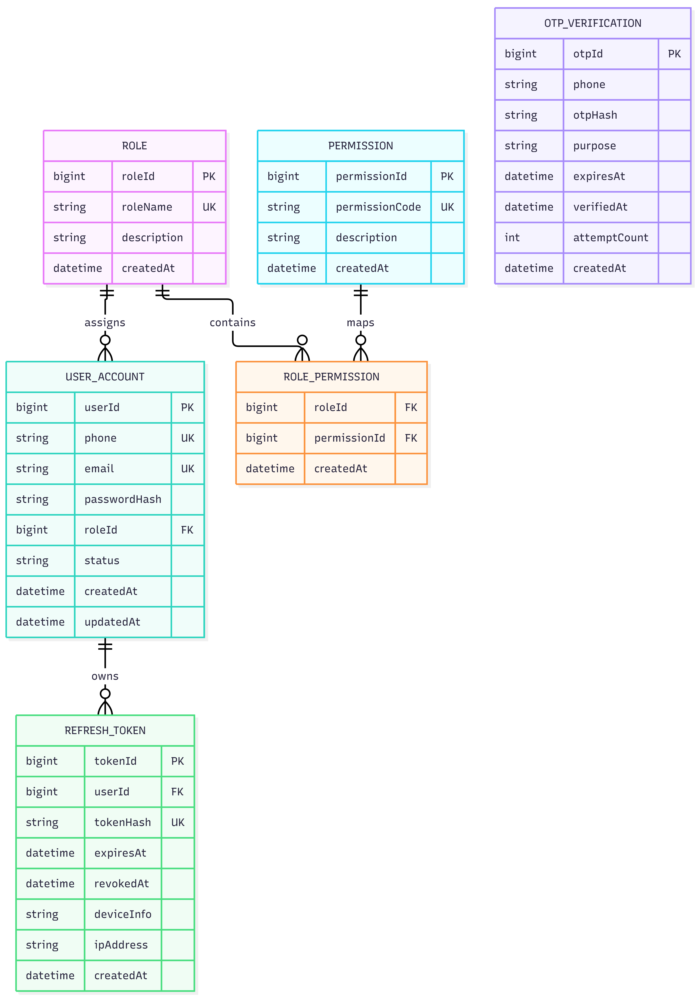 OTP_VERIFICATION
bigint otpId PK
string phone
string otpHash
string purpose
datetime expiresAt
datetime verifiedAt
int attemptCount
datetime createdAt
ROLE
bigint roleId PK
string roleName UK
string description
datetime createdAt
PERMISSION
bigint permissionId PK
string permissionCode UK
string description
datetime createdAt
assigns
contains
maps
USER_ACCOUNT
bigint userId PK
string phone UK
string email UK
string passwordHash
bigint roleId FK
string status
datetime createdAt
datetime updatedAt
ROLE_PERMISSION
bigint roleId FK
bigint permissionId FK
datetime createdAt
owns
REFRESH_TOKEN
bigint tokenId PK
bigint userId FK
string tokenHash UK
datetime expiresAt
datetime revokedAt
string deviceInfo
string ipAddress
datetime createdAt